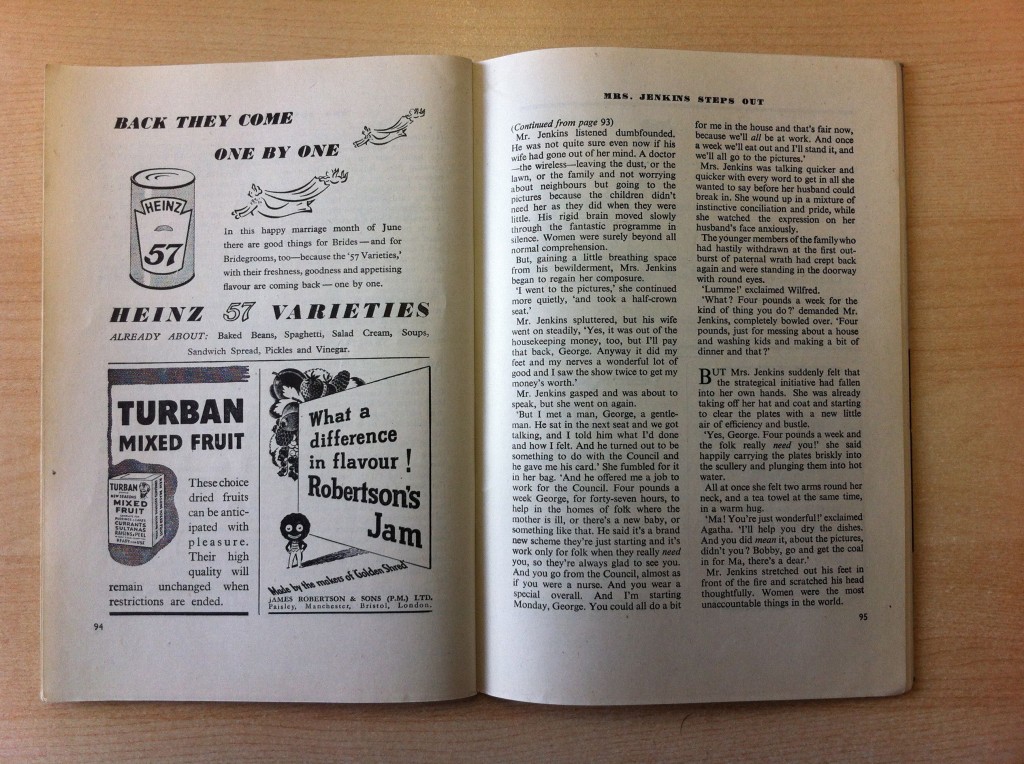 BACK THEY COME
ONE BY ONE
HEINZ
57
In this happy marriage month of June
there are good things for Brides—and for
Bridegrooms, too—because the '57 Varieties,'
with their freshness, goodness and appetising
flavour are coming back—one by one.
HEINZ 57 VARIETIES
ALREADY ABOUT: Baked Beans, Spaghetti, Salad Cream, Soups,
Sandwich Spread, Pickles and Vinegar.
TURBAN
MIXED FRUIT
TURBAN
MIXED
FRUIT
CURRANTS
SULTANAS
These choice
dried fruits
can be antic-
ipated with
pleasure.
Their high
quality will
remain unchanged when
restrictions are ended.
What a
difference
in flavour!
Robertson's
Jam
Made by the makers of Golden Shred
JAMES ROBERTSON & SONS (P.M.) LTD.
Paisley, Manchester, Bristol, London.
94
MRS. JENKINS STEPS OUT
(Continued from page 93)
Mr. Jenkins listened dumbfounded.
He was not quite sure even now if his
wife had gone out of her mind. A doctor
—the wireless—leaving the dust, or the
lawn, or the family and not worrying
about neighbours but going to the
pictures because the children didn't
need her as they did when they were
little. His rigid brain moved slowly
through the fantastic programme in
silence. Women were surely beyond all
normal comprehension.
But, gaining a little breathing space
from his bewilderment, Mrs. Jenkins
began to regain her composure.
'I went to the pictures,' she continued
more quietly, 'and took a half-crown
seat.'
Mr. Jenkins spluttered, but his wife
went on steadily, 'Yes, it was out of the
housekeeping money, too, but I'll pay
that back, George. Anyway it did my
feet and my nerves a wonderful lot of
good and I saw the show twice to get my
money's worth.'
Mr. Jenkins gasped and was about to
speak, but she went on again.
'But I met a man, George, a gentle-
man. He sat in the next seat and we got
talking, and I told him what I'd done
and how I felt. And he turned out to be
something to do with the Council and
he gave me his card.' She fumbled for it
in her bag. 'And he offered me a job to
work for the Council. Four pounds a
week George, for forty-seven hours, to
help in the homes of folk where the
mother is ill, or there's a new baby, or
something like that. He said it's a brand
new scheme they're just starting and it's
work only for folk when they really need
you, so they're always glad to see you.
And you go from the Council, almost as
if you were a nurse. And you wear a
special overall. And I'm starting
Monday, George. You could all do a bit
for me in the house and that's fair now,
because we'll all be at work. And once
a week we'll eat out and I'll stand it, and
we'll all go to the pictures.'
Mrs. Jenkins was talking quicker and
quicker with every word to get in all she
wanted to say before her husband could
break in. She wound up in a mixture of
instinctive conciliation and pride, while
she watched the expression on her
husband's face anxiously.
The younger members of the family who
had hastily withdrawn at the first out-
burst of paternal wrath had crept back
again and were standing in the doorway
with round eyes.
'Lumme!' exclaimed Wilfred.
'What? Four pounds a week for the
kind of thing you do?' demanded Mr.
Jenkins, completely bowled over. 'Four
pounds, just for messing about a house
and washing kids and making a bit of
dinner and that?'
BUT Mrs. Jenkins suddenly felt that
the strategical initiative had fallen
into her own hands. She was already
taking off her hat and coat and starting
to clear the plates with a new little
air of efficiency and bustle.
'Yes, George. Four pounds a week and
the folk really need you!' she said
happily carrying the plates briskly into
the scullery and plunging them into hot
water.
All at once she felt two arms round her
neck, and a tea towel at the same time,
in a warm hug.
'Ma! You're just wonderful!' exclaimed
Agatha. 'I'll help you dry the dishes.
And you did mean it, about the pictures,
didn't you? Bobby, go and get the coal
in for Ma, there's a dear.'
Mr. Jenkins stretched out his feet in
front of the fire and scratched his head
thoughtfully. Women were the most
unaccountable things in the world.
95